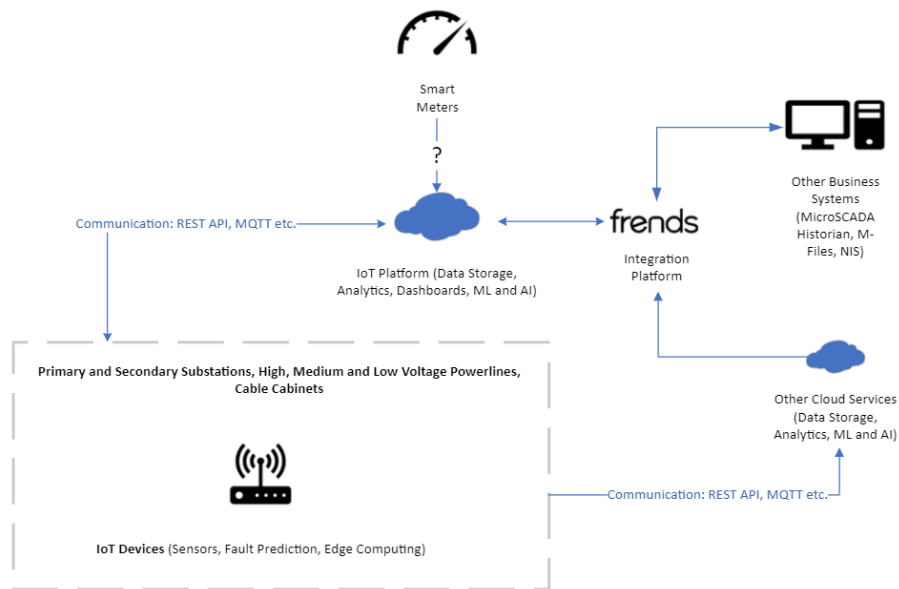 Smart
Meters
?
Other Business
Systems
(MicroSCADA
Historian, M-
Files, NIS)
Communication: REST API, MQTT etc.
frends
Integration
Platform
IoT Platform (Data Storage,
Analytics, Dashboards, ML and AI)
Primary and Secondary Substations, High, Medium and Low Voltage Powerlines,
Cable Cabinets
Other Cloud Services
(Data Storage,
Analytics, ML and AI)
Communication: REST API, MQTT etc.
IoT Devices (Sensors, Fault Prediction, Edge Computing)